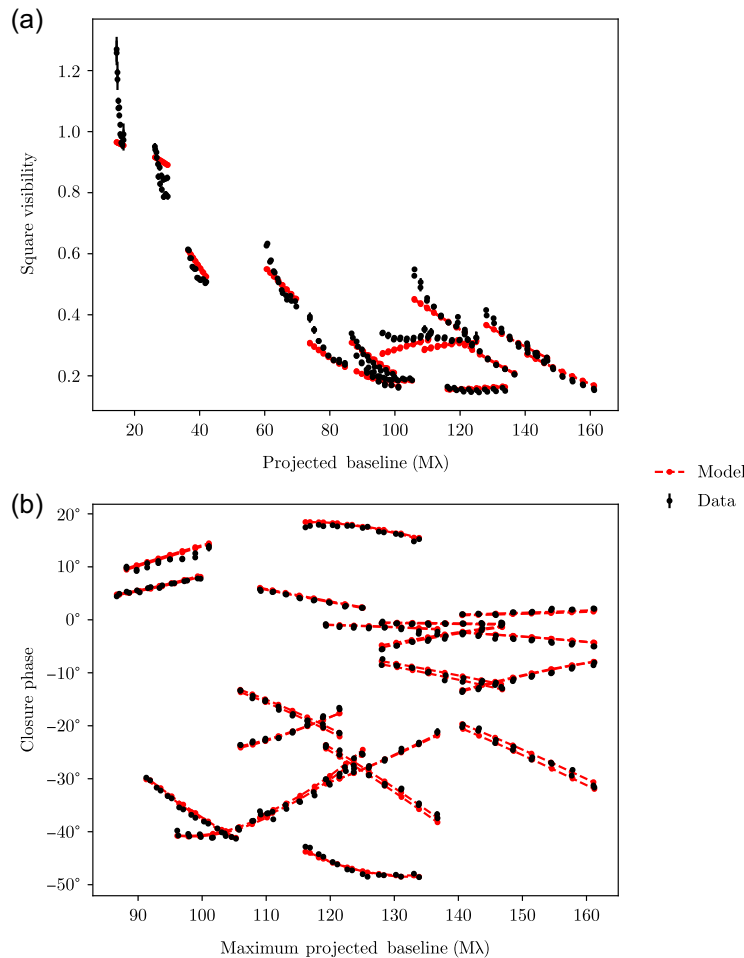 (a)
1.2
1.0
0.8
0.6
0.4
0.2
Square visibility
20 40 60 80 100 120 140 160
Projected baseline (Mλ)
Model
Data
(b)
20°
10°
0°
−10°
−20°
−30°
−40°
−50°
Closure phase
90 100 110 120 130 140 150 160
Maximum projected baseline (Mλ)